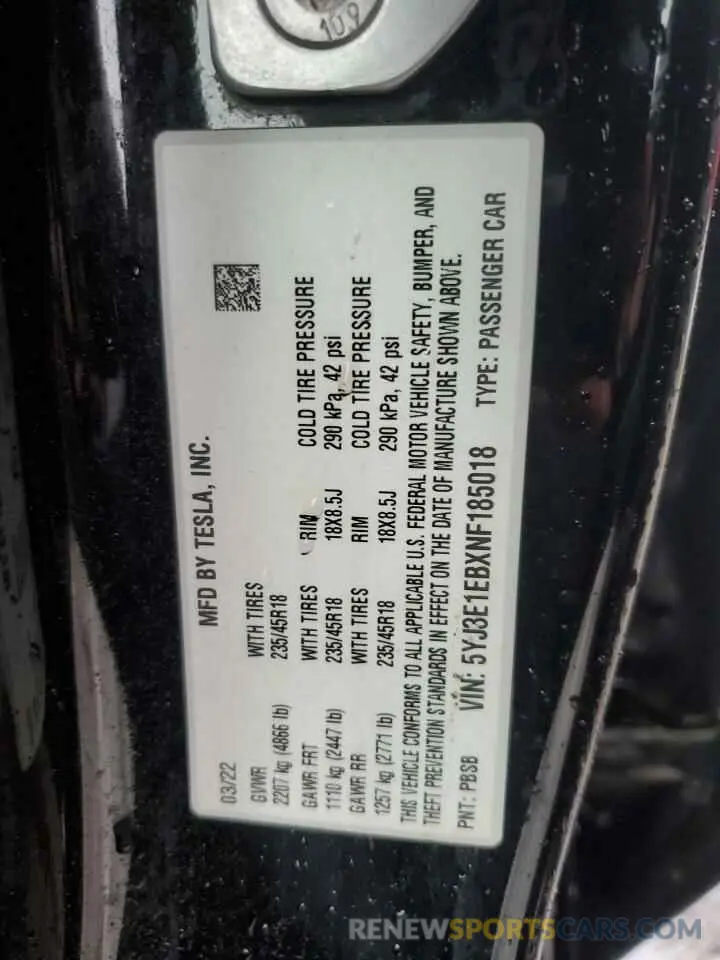 109
MFD BY TESLA, INC.
03/22
GVWR WITH TIRES
2207 kg (4866 lb) 235/45R18
GAWR FRT WITH TIRES RIM COLD TIRE PRESSURE
1110 kg (2447 lb) 235/45R18 18X8.5J 290 kPa, 42 psi
GAWR RR WITH TIRES RIM COLD TIRE PRESSURE
1257 kg (2771 lb) 235/45R18 18X8.5J 290 kPa, 42 psi
THIS VEHICLE CONFORMS TO ALL APPLICABLE U.S. FEDERAL MOTOR VEHICLE SAFETY, BUMPER, AND
THEFT PREVENTION STANDARDS IN EFFECT ON THE DATE OF MANUFACTURE SHOWN ABOVE.
PNT: PBSB VIN: 5YJ3E1EBXNF185018 TYPE: PASSENGER CAR
RENEWSPORTSCARS.COM